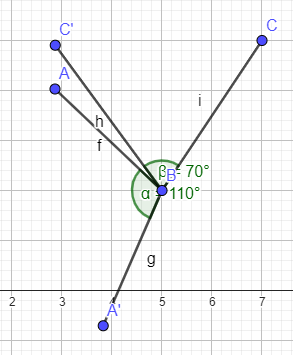 C'
C
A
i
h
f
β = 70°
B
α = 110°
g
A'
2 3 4 5 6 7